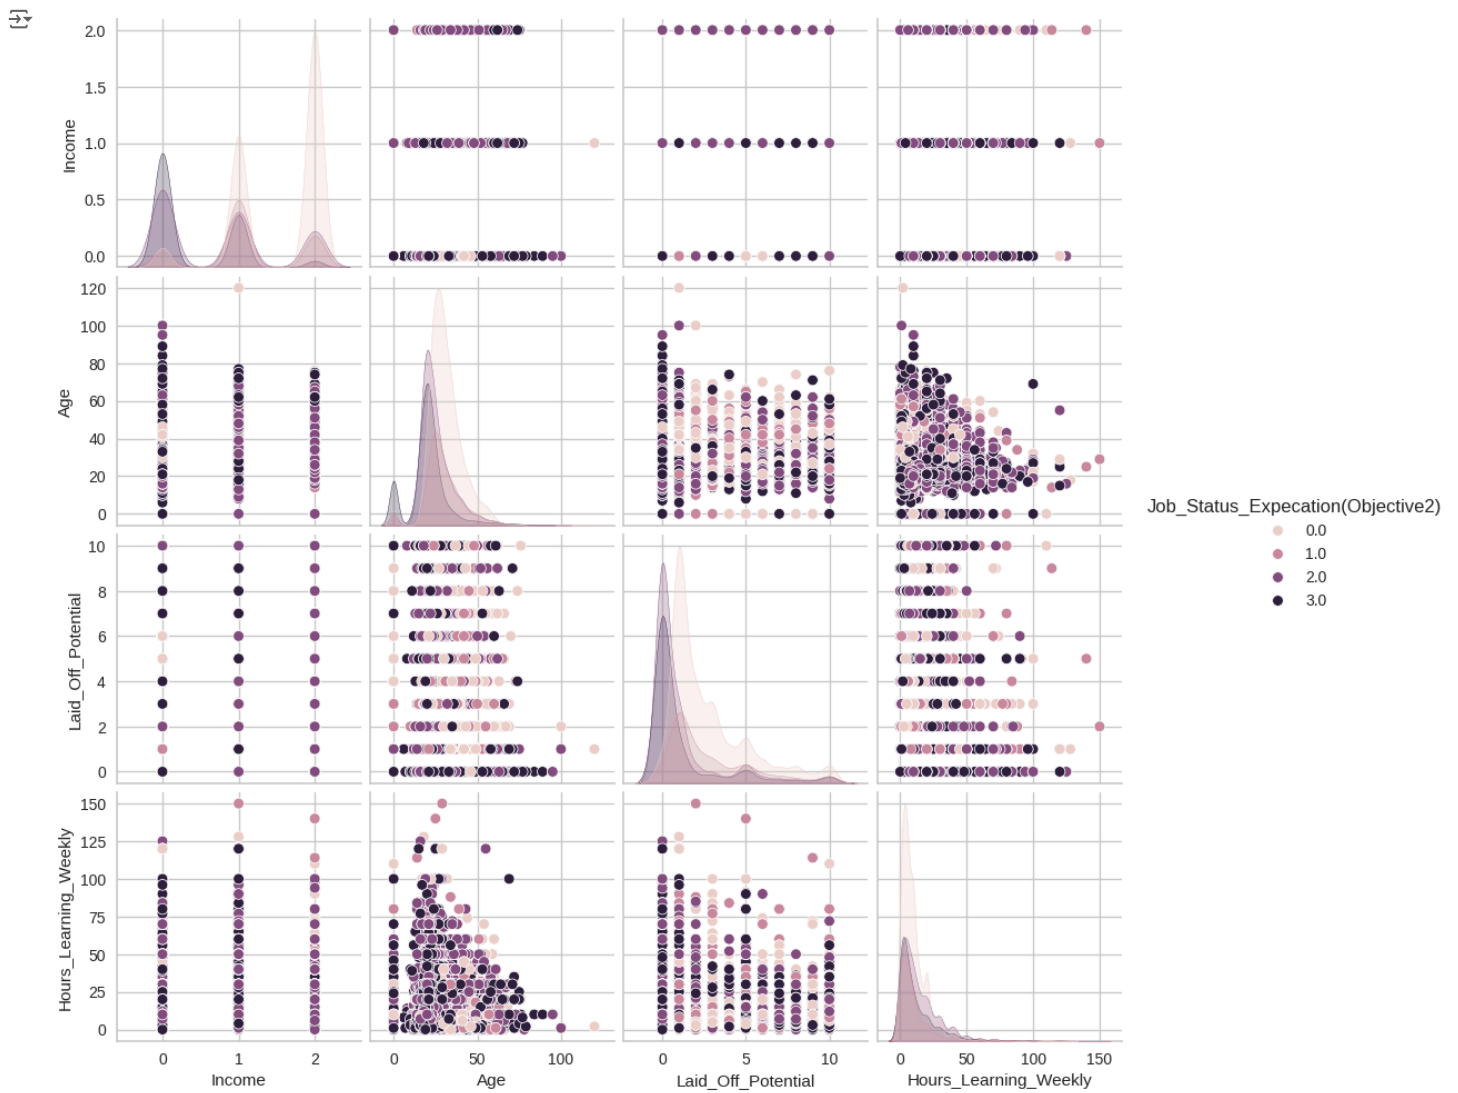 2.0
1.5
1.0
0.5
0.0
Income
120
100
80
60
40
20
0
Age
10
8
6
4
2
0
Laid_Off_Potential
150
125
100
75
50
25
0
Hours_Learning_Weekly
0 1 2
Income
0 50 100
Age
0 5 10
Laid_Off_Potential
0 50 100 150
Hours_Learning_Weekly
Job_Status_Expecation(Objective2)
0.0
1.0
2.0
3.0